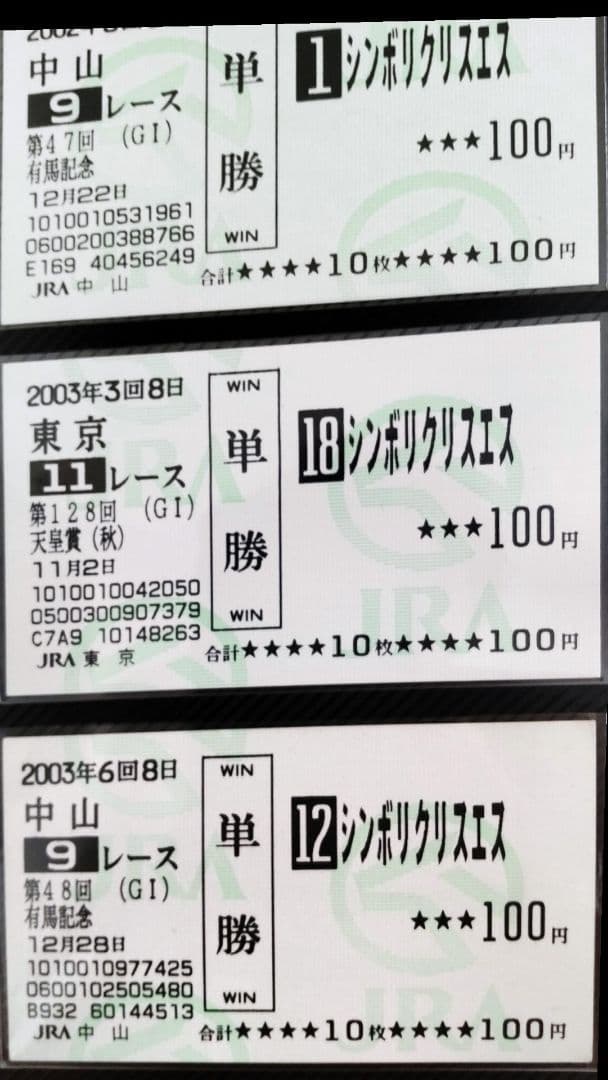 中山
9レース
第47回 (GI)
有馬記念
12月22日
1010010531961
0600200388766
E169 40456249
JRA 中 山
単
勝
WIN
1シンボリクリスエス
★★★100円
合計★★★★10枚★★★★100円
2003年3回8日
東京
11レース
第128回 (GI)
天皇賞(秋)
11月2日
1010010042050
0500300907379
C7A9 10148263
JRA 東 京
WIN
単
勝
WIN
18シンボリクリスエス
★★★100円
合計★★★★10枚★★★★100円
JRA
2003年6回8日
中山
9レース
第48回 (GI)
有馬記念
12月28日
1010010977425
0600102505480
B932 60144513
JRA 中 山
WIN
単
勝
WIN
12シンボリクリスエス
★★★100円
合計★★★★10枚★★★★100円
JRA